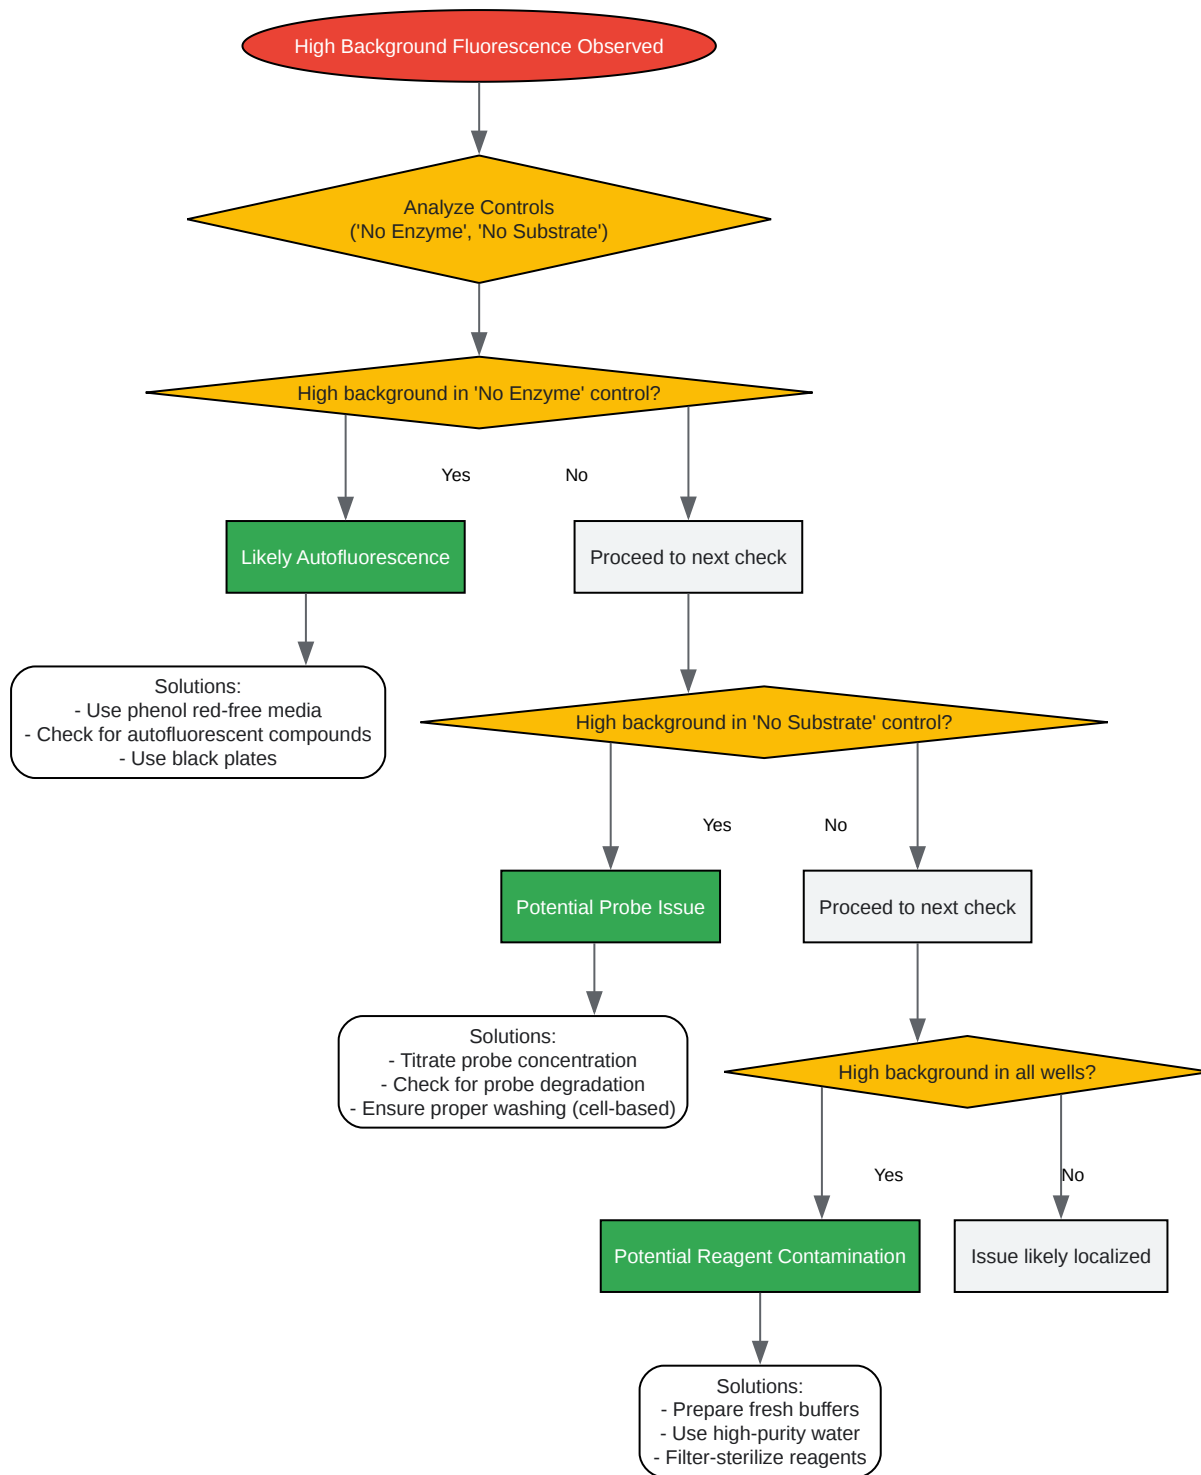 High Background Fluorescence Observed
Analyze Controls
('No Enzyme', 'No Substrate')
High background in 'No Enzyme' control?
Yes
No
Likely Autofluorescence
Proceed to next check
Solutions:
- Use phenol red-free media
- Check for autofluorescent compounds
- Use black plates
High background in 'No Substrate' control?
Yes
No
Potential Probe Issue
Proceed to next check
Solutions:
- Titrate probe concentration
- Check for probe degradation
- Ensure proper washing (cell-based)
High background in all wells?
Yes
No
Potential Reagent Contamination
Issue likely localized
Solutions:
- Prepare fresh buffers
- Use high-purity water
- Filter-sterilize reagents